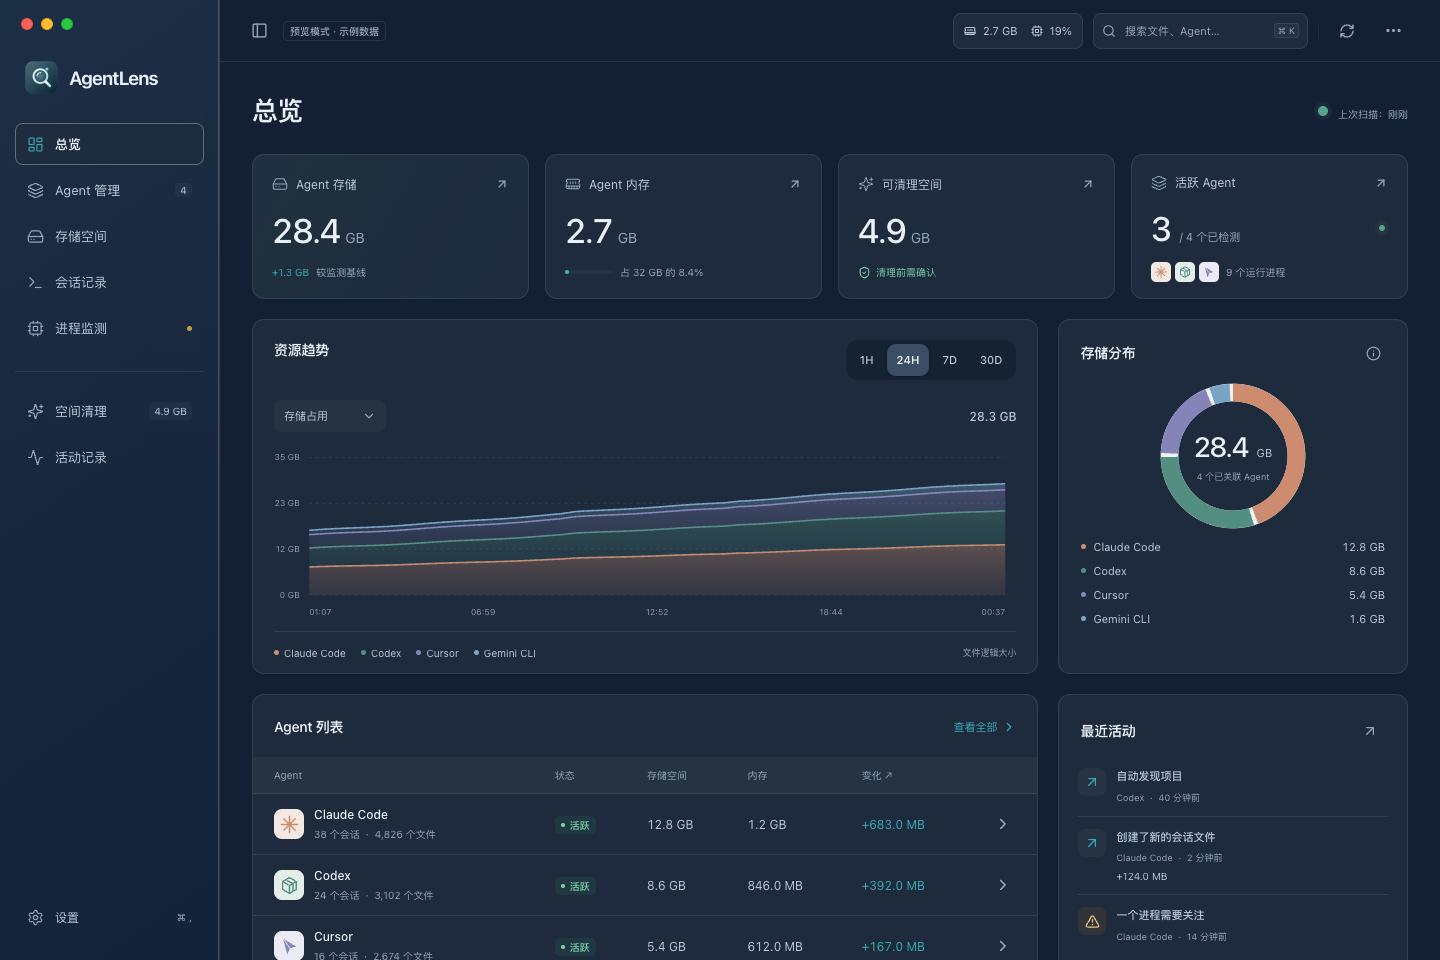 AgentLens
总览
Agent 管理 4
存储空间
会话记录
进程监测
空间清理 4.9 GB
活动记录
设置 ⌘ ,
预览模式 · 示例数据
2.7 GB 19%
搜索文件、Agent... ⌘ K
总览
上次扫描：刚刚
Agent 存储
28.4 GB
+1.3 GB 较监测基线
Agent 内存
2.7 GB
占 32 GB 的 8.4%
可清理空间
4.9 GB
清理前需确认
活跃 Agent
3 / 4 个已检测
9 个运行进程
资源趋势
1H 24H 7D 30D
存储占用
28.3 GB
35 GB
23 GB
12 GB
0 GB
01:07 06:59 12:52 18:44 00:37
Claude Code Codex Cursor Gemini CLI
文件逻辑大小
存储分布
28.4 GB
4 个已关联 Agent
Claude Code 12.8 GB
Codex 8.6 GB
Cursor 5.4 GB
Gemini CLI 1.6 GB
Agent 列表
查看全部
Agent 状态 存储空间 内存 变化 ↗
Claude Code
38 个会话 · 4,826 个文件
活跃 12.8 GB 1.2 GB +683.0 MB
Codex
24 个会话 · 3,102 个文件
活跃 8.6 GB 846.0 MB +392.0 MB
Cursor
16 个会话 · 2,674 个文件
活跃 5.4 GB 612.0 MB +167.0 MB
最近活动
自动发现项目
Codex · 40 分钟前
创建了新的会话文件
Claude Code · 2 分钟前
+124.0 MB
一个进程需要关注
Claude Code · 14 分钟前